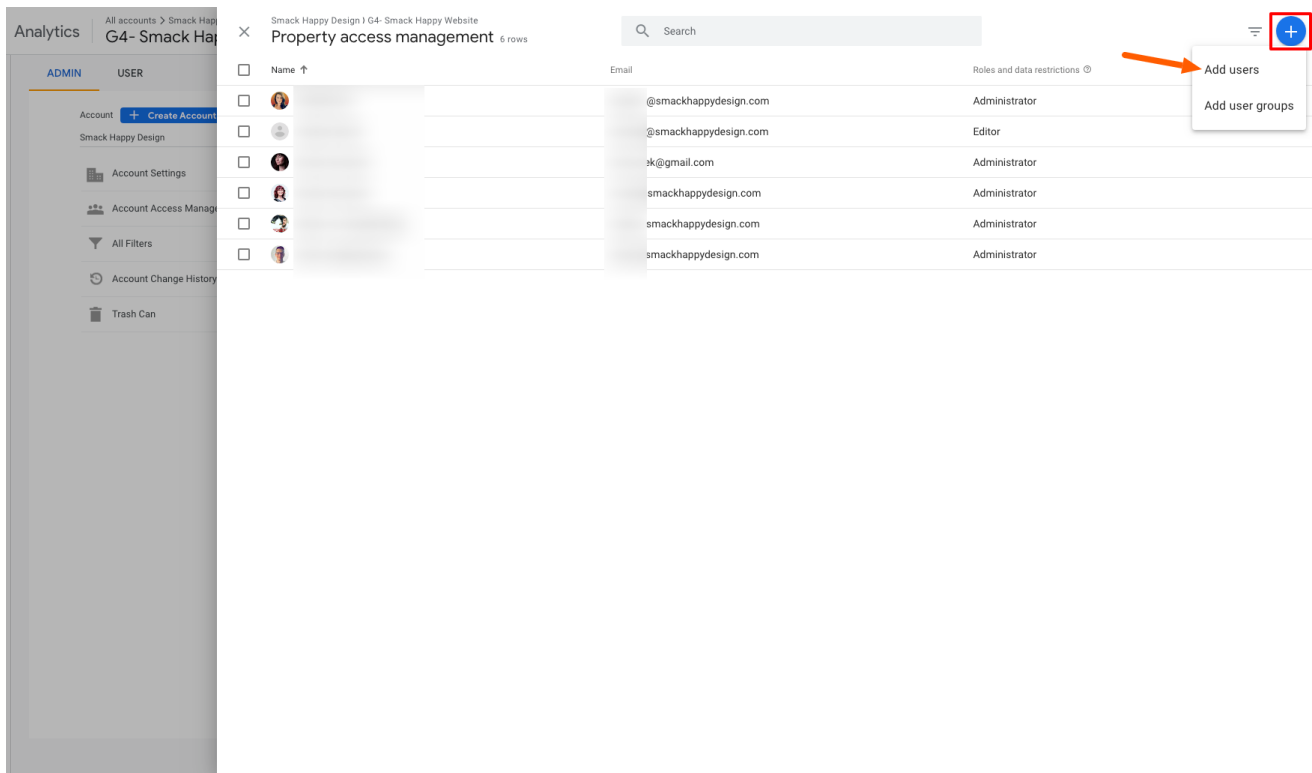 Analytics
All accounts > Smack Hap
G4- Smack Hap
ADMIN USER
Account + Create Account
Smack Happy Design
Account Settings
Account Access Manage
All Filters
Account Change History
Trash Can
Smack Happy Design > G4- Smack Happy Website
Property access management 6 rows
Search
Name Email Roles and data restrictions
@smackhappydesign.com Administrator
@smackhappydesign.com Editor
ek@gmail.com Administrator
smackhappydesign.com Administrator
smackhappydesign.com Administrator
smackhappydesign.com Administrator
Add users
Add user groups